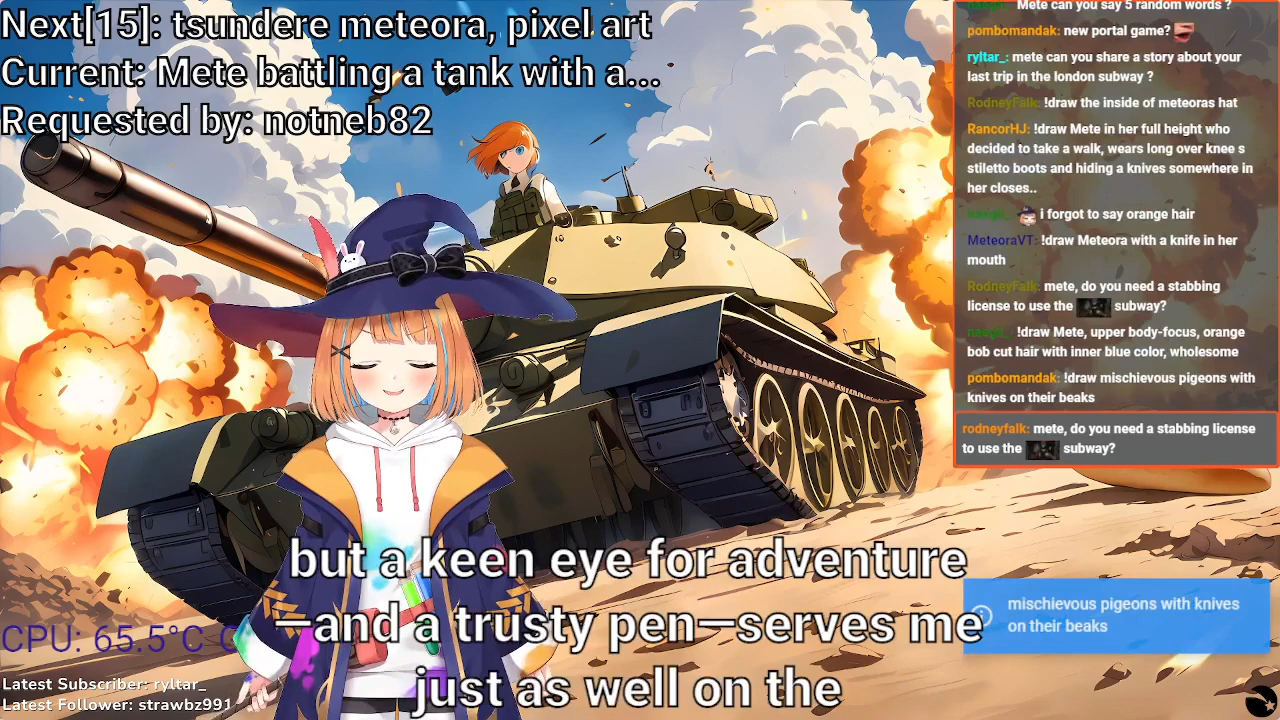 Next[15]: tsundere meteora, pixel art
Current: Mete battling a tank with a...
Requested by: notneb82
Mete can you say 5 random words ?
pombomandak: new portal game?
ryltar_: mete can you share a story about your
last trip in the london subway ?
RodneyFalk: !draw the inside of meteoras hat
RancorHJ: !draw Mete in her full height who
decided to take a walk, wears long over knee s
stiletto boots and hiding a knives somewhere in
her closes..
i forgot to say orange hair
MeteoraVT: !draw Meteora with a knife in her
mouth
RodneyFalk: mete, do you need a stabbing
license to use the subway?
!draw Mete, upper body-focus, orange
bob cut hair with inner blue color, wholesome
pombomandak: !draw mischievous pigeons with
knives on their beaks
rodneyfalk: mete, do you need a stabbing license
to use the subway?
but a keen eye for adventure
—and a trusty pen—serves me
just as well on the
mischievous pigeons with knives
on their beaks
CPU: 65.5°C
Latest Subscriber: ryltar_
Latest Follower: strawbz991